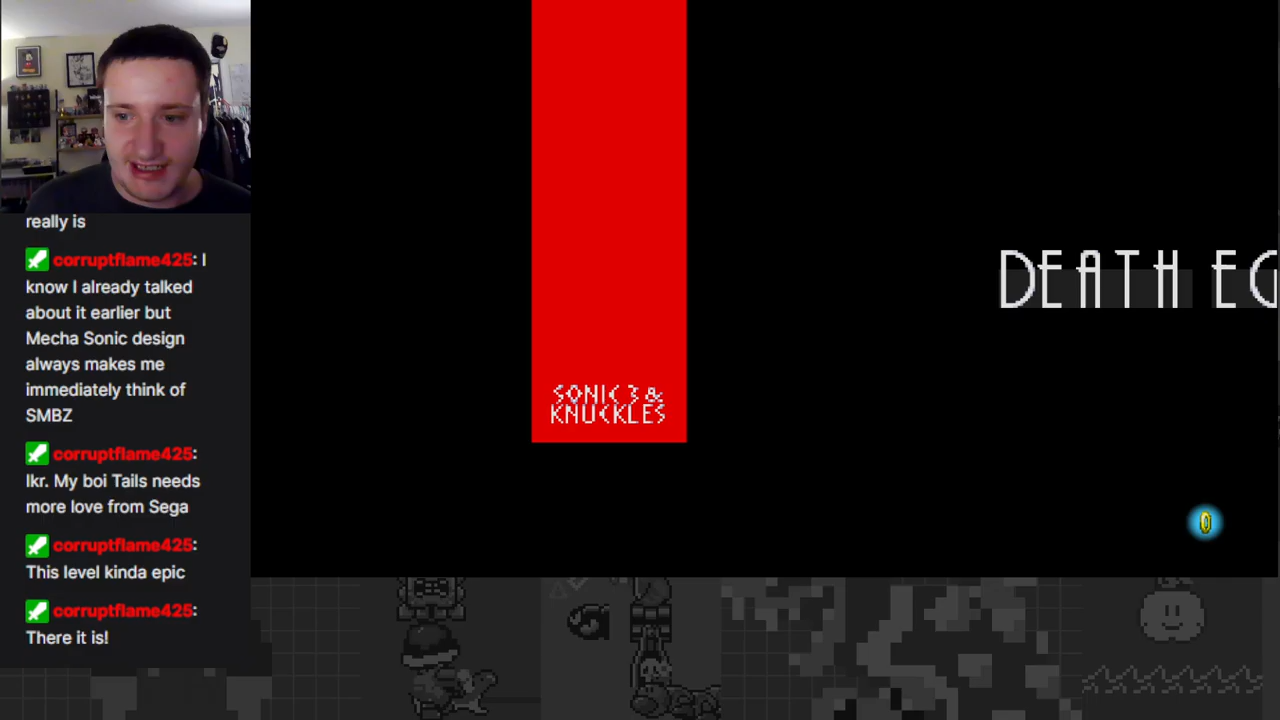 really is
corruptflame425: I
know I already talked
about it earlier but
Mecha Sonic design
always makes me
immediately think of
SMBZ
corruptflame425:
Ikr. My boi Tails needs
more love from Sega
corruptflame425:
This level kinda epic
corruptflame425:
There it is!
SONIC 3 &
KNUCKLES
DEATH EG